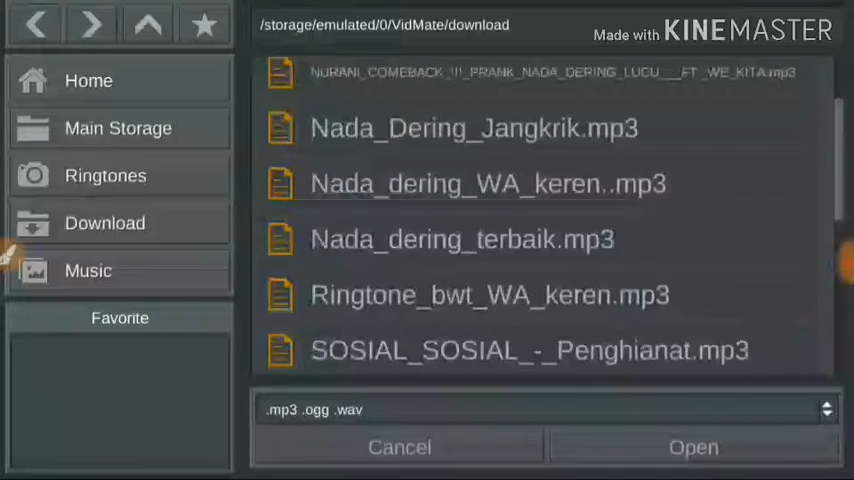 /storage/emulated/0/VidMate/download
Made with KINEMASTER
Home
Main Storage
Ringtones
Download
Music
Favorite
NURANI_COMEBACK_!!!_PRANK_NADA_DERING_LUCU___FT_WE_KITA.mp3
Nada_Dering_Jangkrik.mp3
Nada_dering_WA_keren..mp3
Nada_dering_terbaik.mp3
Ringtone_bwt_WA_keren.mp3
SOSIAL_SOSIAL_-_Penghianat.mp3
.mp3 .ogg .wav
Cancel
Open